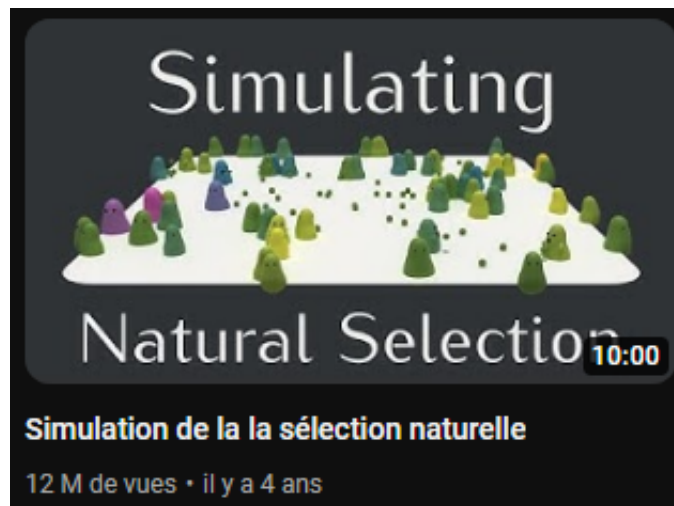 Simulating
Natural Selection
10:00
Simulation de la la sélection naturelle
12 M de vues • il y a 4 ans